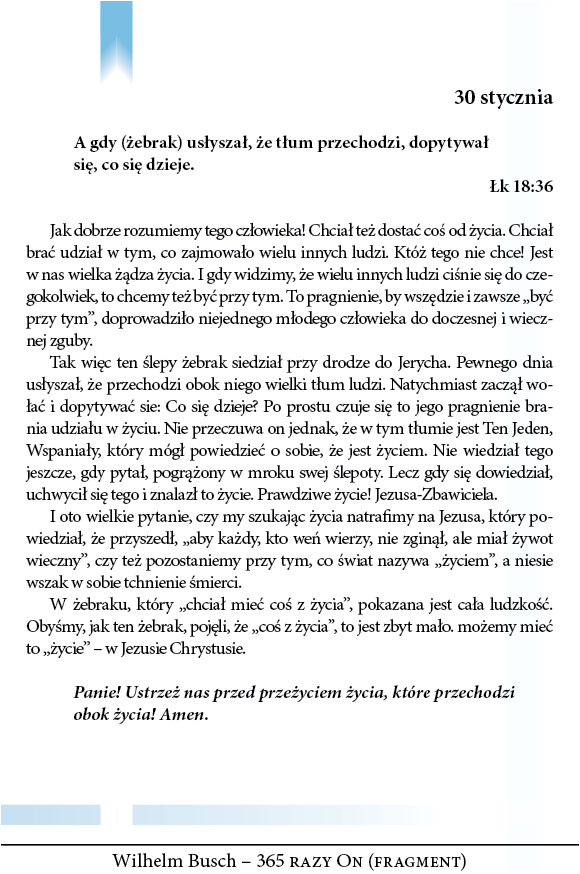 30 stycznia
A gdy (żebrak) usłyszał, że tłum przechodzi, dopytywał
się, co się dzieje.
Łk 18:36
Jak dobrze rozumiemy tego człowieka! Chciał też dostać coś od życia. Chciał
brać udział w tym, co zajmowało wielu innych ludzi. Któż tego nie chce! Jest
w nas wielka żądza życia. I gdy widzimy, że wielu innych ludzi ciśnie się do cze-
gokolwiek, to chcemy też być przy tym. To pragnienie, by wszędzie i zawsze „być
przy tym”, doprowadziło niejednego młodego człowieka do doczesnej i wiecz-
nej zguby.
Tak więc ten ślepy żebrak siedział przy drodze do Jerycha. Pewnego dnia
usłyszał, że przechodzi obok niego wielki tłum ludzi. Natychmiast zaczął wo-
łać i dopytywać sie: Co się dzieje? Po prostu czuje się to jego pragnienie bra-
nia udziału w życiu. Nie przeczuwa on jednak, że w tym tłumie jest Ten Jeden,
Wspaniały, który mógł powiedzieć o sobie, że jest życiem. Nie wiedział tego
jeszcze, gdy pytał, pogrążony w mroku swej ślepoty. Lecz gdy się dowiedział,
uchwycił się tego i znalazł to życie. Prawdziwe życie! Jezusa-Zbawiciela.
I oto wielkie pytanie, czy my szukając życia natrafimy na Jezusa, który po-
wiedział, że przyszedł, „aby każdy, kto weń wierzy, nie zginął, ale miał żywot
wieczny”, czy też pozostaniemy przy tym, co świat nazywa „życiem”, a niesie
wszak w sobie tchnienie śmierci.
W żebraku, który „chciał mieć coś z życia”, pokazana jest cała ludzkość.
Obyśmy, jak ten żebrak, pojęli, że „coś z życia”, to jest zbyt mało. możemy mieć
to „życie” – w Jezusie Chrystusie.
Panie! Ustrzeż nas przed przeżyciem życia, które przechodzi
obok życia! Amen.
Wilhelm Busch – 365 razy On (fragment)